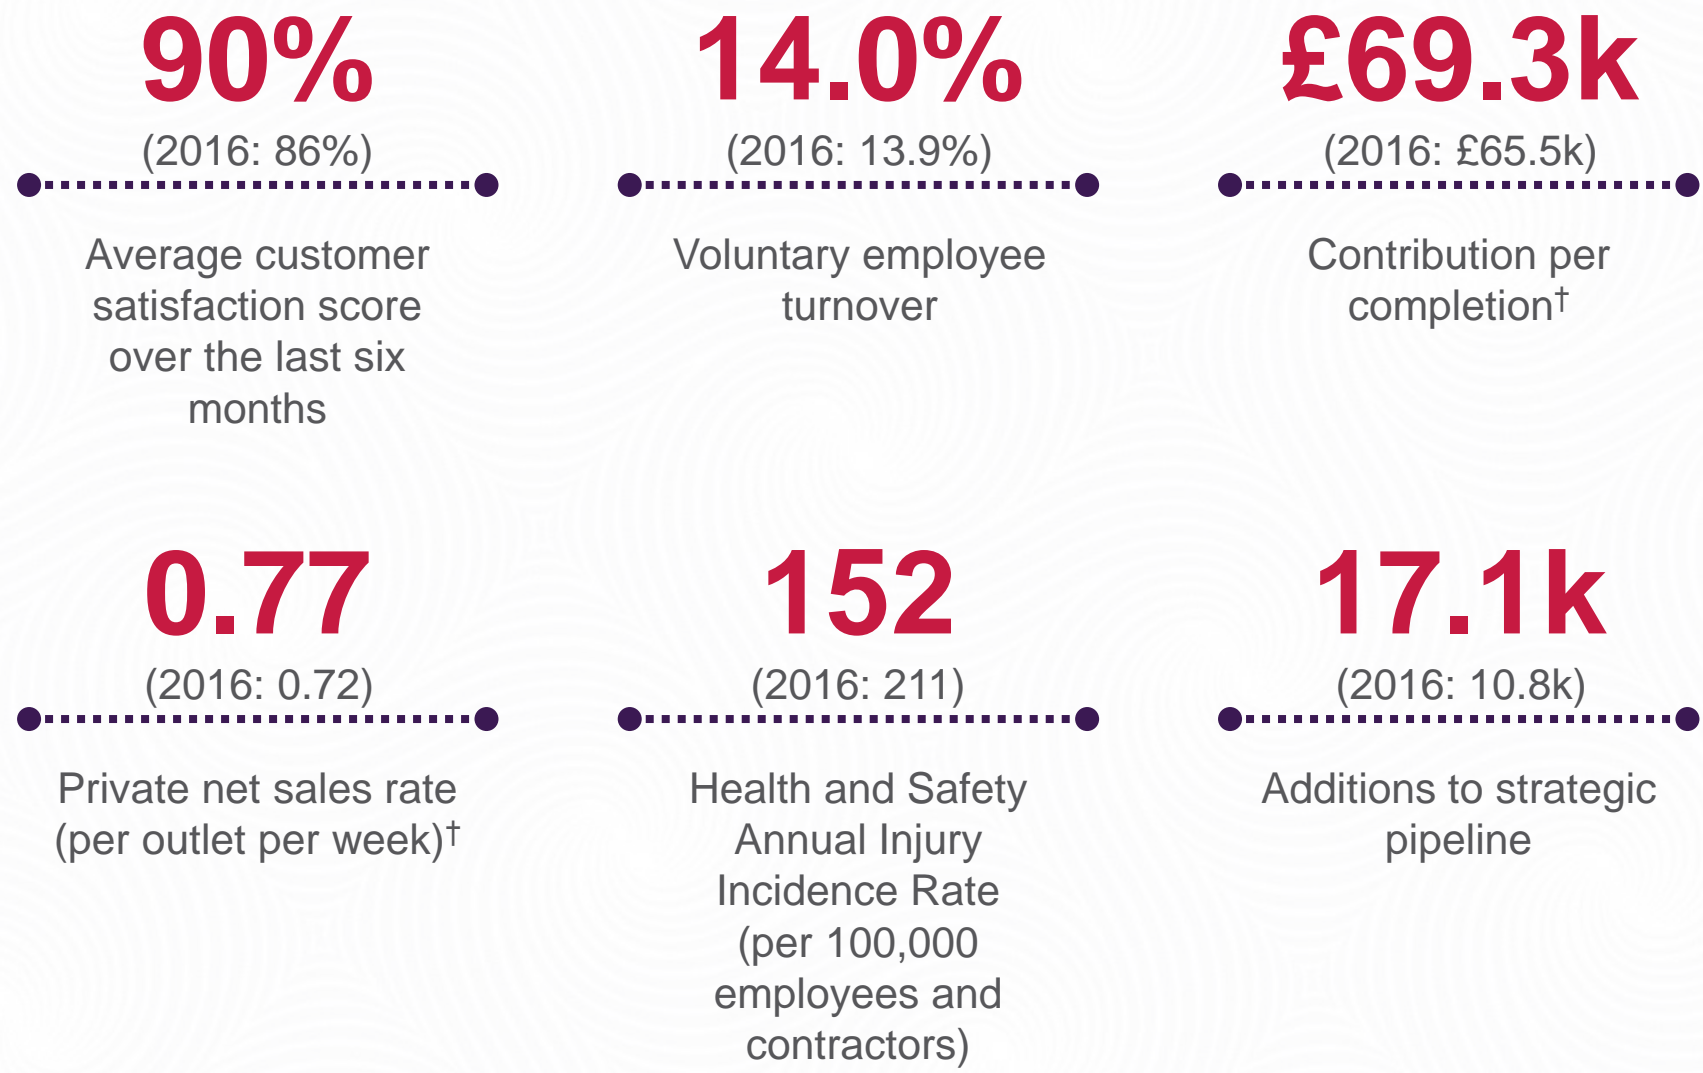 90%
(2016: 86%)
Average customer
satisfaction score
over the last six
months
14.0%
(2016: 13.9%)
Voluntary employee
turnover
£69.3k
(2016: £65.5k)
Contribution per
completion†
0.77
(2016: 0.72)
Private net sales rate
(per outlet per week)†
152
(2016: 211)
Health and Safety
Annual Injury
Incidence Rate
(per 100,000
employees and
contractors)
17.1k
(2016: 10.8k)
Additions to strategic
pipeline